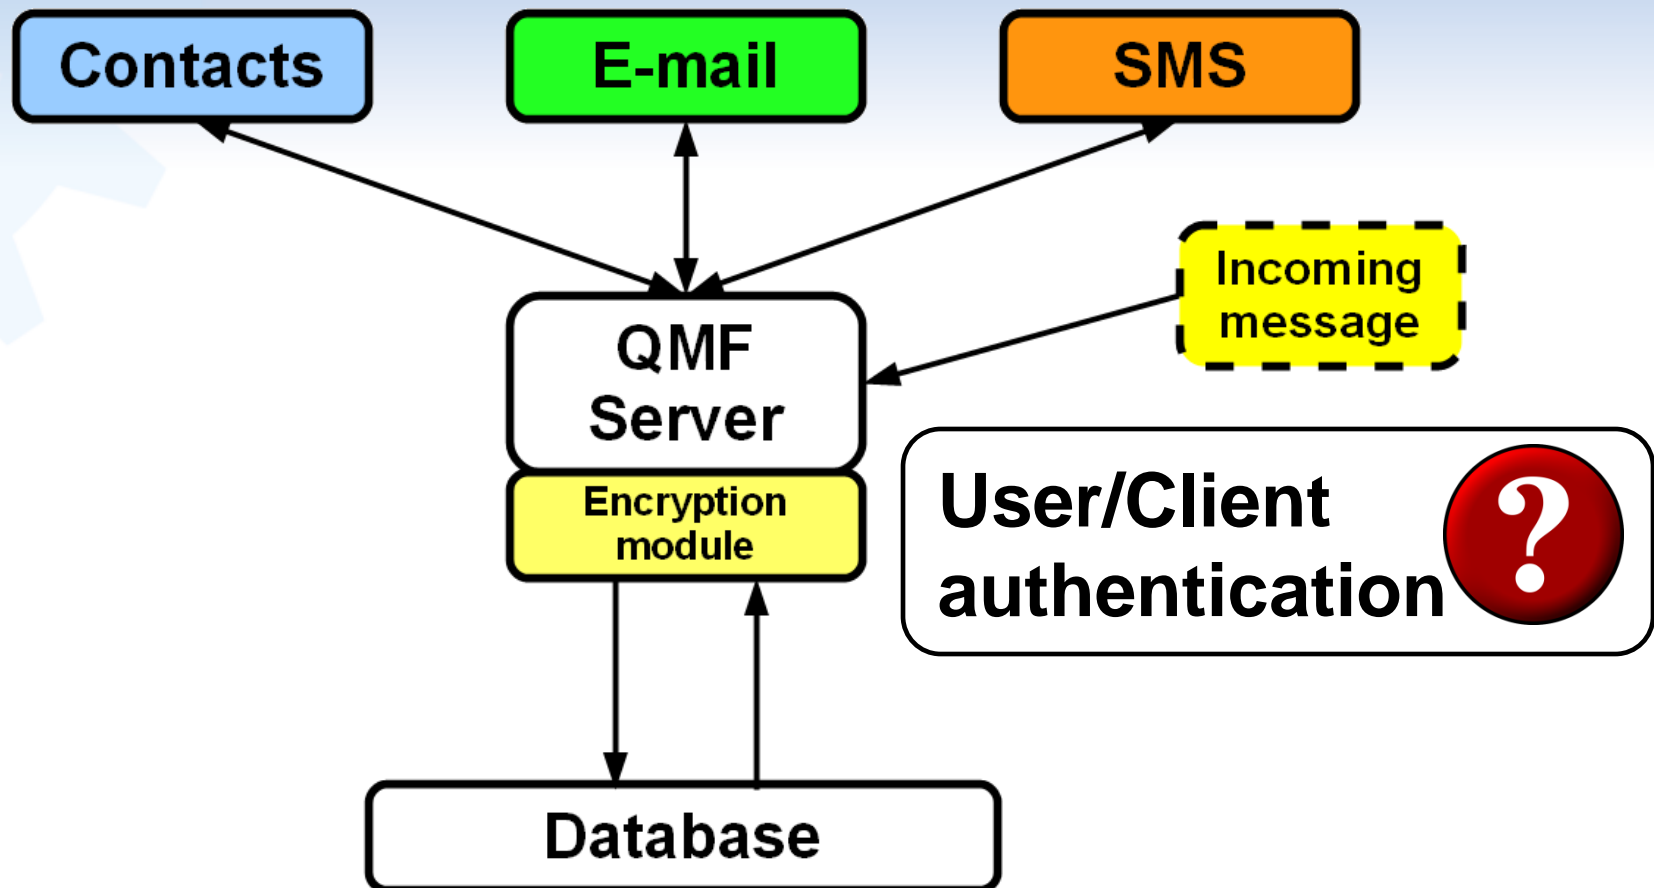 Contacts
E-mail
SMS
Incoming
message
QMF
Server
Encryption
module
User/Client
authentication
?
Database